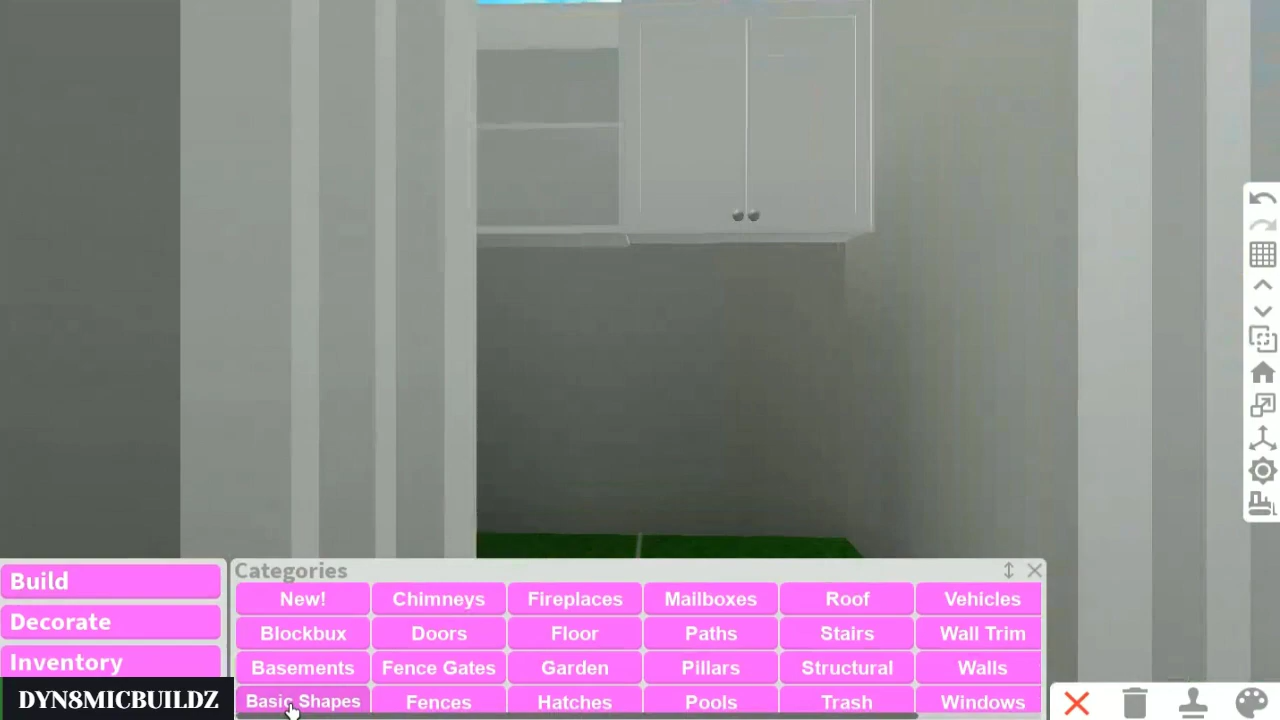 Categories
Build
New! Chimneys Fireplaces Mailboxes Roof Vehicles
Decorate
Blockbux Doors Floor Paths Stairs Wall Trim
Inventory
Basements Fence Gates Garden Pillars Structural Walls
DYN8MICBUILDZ
Basic Shapes Fences Hatches Pools Trash Windows